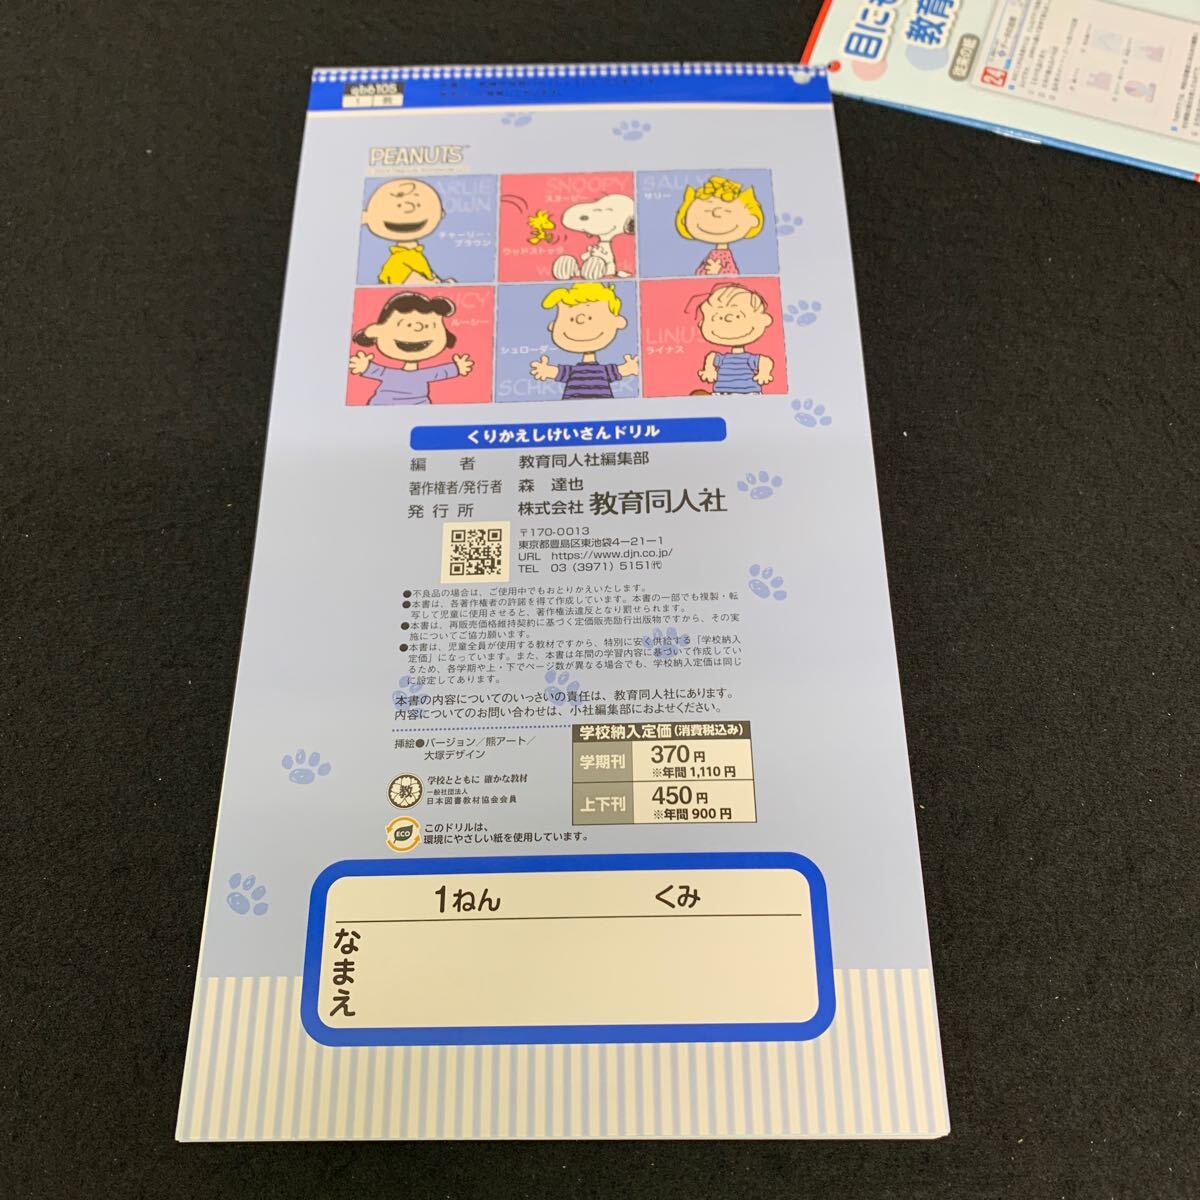 目にも
教育
24
gbb105
PEANUTS
チャーリー・
ブラウン
SNOOPY
スヌーピー
ウッドストック
SALLY
サリー
LUCY
ルーシー
シュローダー
SCHROEDER
LINUS
ライナス
くりかえしけいさんドリル
編 者 教育同人社編集部
著作権者/発行者 森 達也
発行所 株式会社 教育同人社
〒170-0013
東京都豊島区東池袋4-21-1
URL https://www.djn.co.jp/
TEL 03 (3971) 5151㈹
●不良品の場合は、ご使用中でもおとりかえいたします。
●本書は、各著作権者の許諾を得て作成しています。本書の一部でも複製・転
写して児童に使用させると、著作権法違反となり罰せられます。
●本書は、再販売価格維持契約に基づく定価販売励行出版物ですから、その実
施についてご協力願います。
●本書は、児童全員が使用する教材ですから、特別に安く供給する「学校納入
定価」になっています。また、本書は年間の学習内容に基づいて作成してい
るため、各学期や上・下でページ数が異なる場合でも、学校納入定価は同じ
に設定してあります。
本書の内容についてのいっさいの責任は、教育同人社にあります。
内容についてのお問い合わせは、小社編集部におよせください。
挿絵●バージョン/熊アート/
大塚デザイン
学校納入定価(消費税込み)
学期刊 370円
※年間1,110円
上下刊 450円
※年間900円
教
学校とともに 確かな教材
一般社団法人
日本図書教材協会会員
ECO
このドリルは、
環境にやさしい紙を使用しています。
1ねん くみ
なまえ